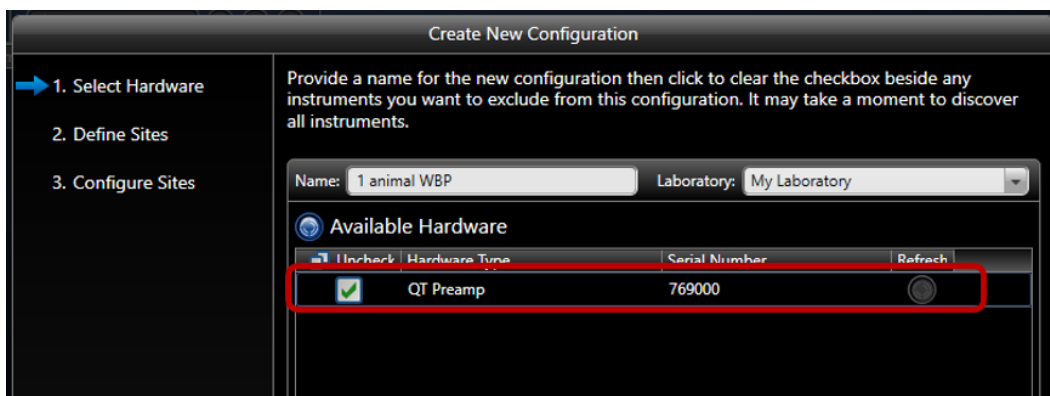 Create New Configuration
1. Select Hardware
2. Define Sites
3. Configure Sites
Provide a name for the new configuration then click to clear the checkbox beside any
instruments you want to exclude from this configuration. It may take a moment to discover
all instruments.
Name: 1 animal WBP Laboratory: My Laboratory
Available Hardware
Uncheck Hardware Type Serial Number Refresh
QT Preamp 769000